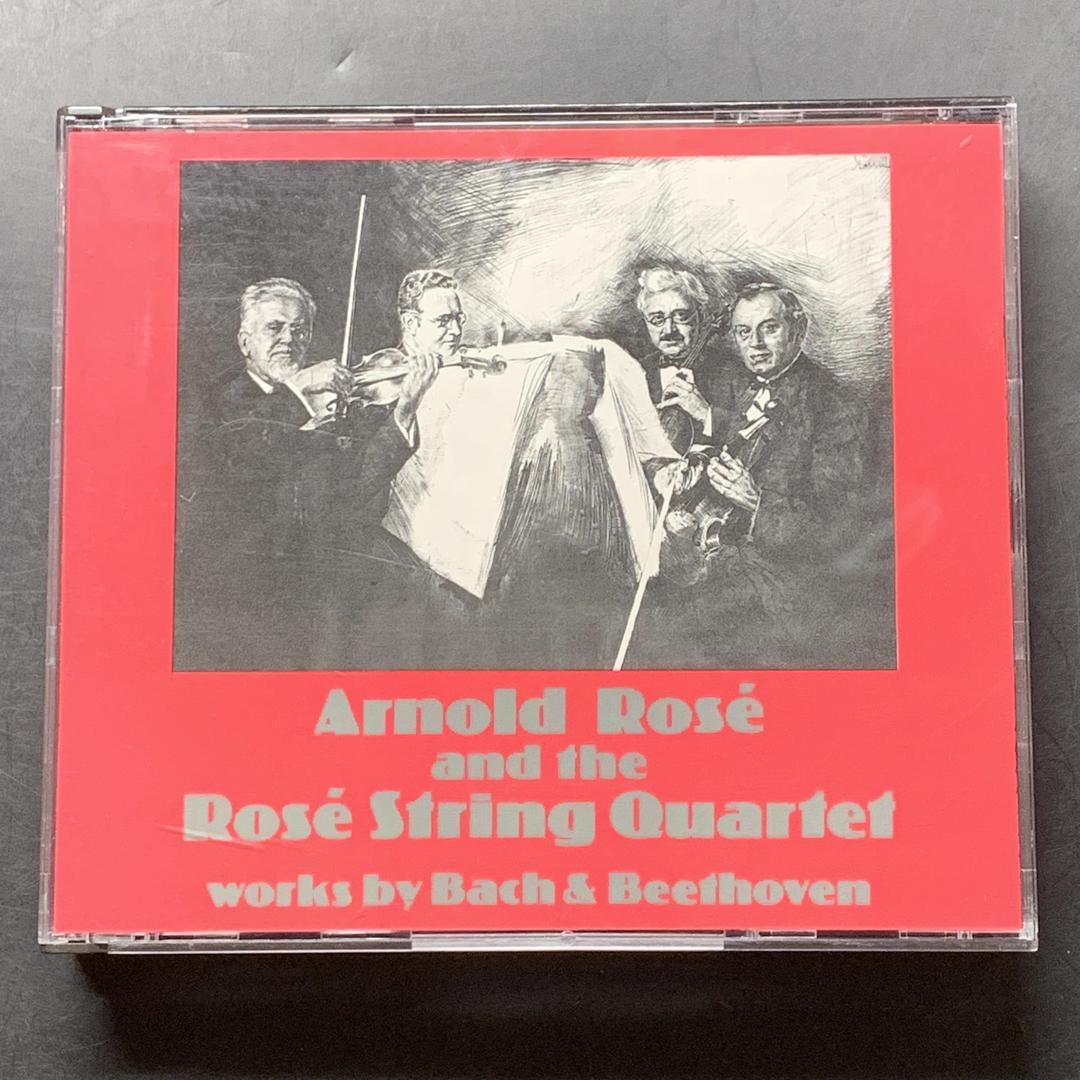 Arnold Rosé
and the
Rosé String Quartet
works by Bach & Beethoven